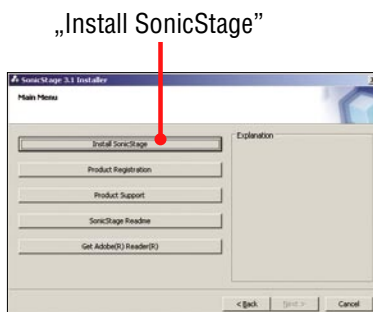 „Install SonicStage”
SonicStage 3.1 Installer
Main Menu
Install SonicStage
Explanation
Product Registration
Product Support
SonicStage Readme
Get Adobe(R) Reader(R)
< Back
Next >
Cancel